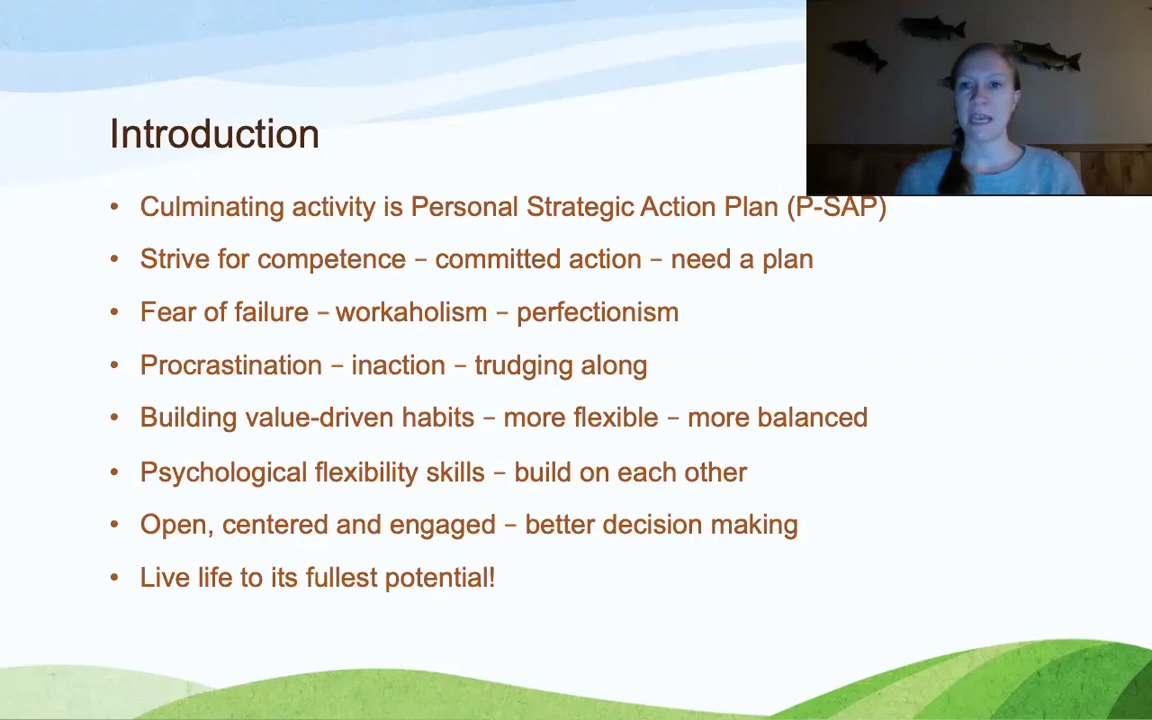 Introduction
• Culminating activity is Personal Strategic Action Plan (P-SAP)
• Strive for competence – committed action – need a plan
• Fear of failure – workaholism – perfectionism
• Procrastination – inaction – trudging along
• Building value-driven habits – more flexible – more balanced
• Psychological flexibility skills – build on each other
• Open, centered and engaged – better decision making
• Live life to its fullest potential!